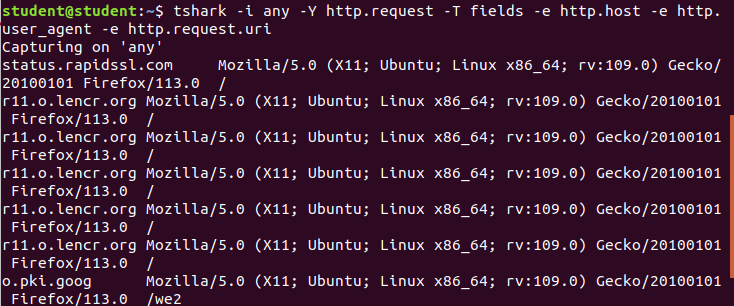 student@student:~$ tshark -i any -Y http.request -T fields -e http.host -e http.
user_agent -e http.request.uri
Capturing on 'any'
status.rapidssl.com     Mozilla/5.0 (X11; Ubuntu; Linux x86_64; rv:109.0) Gecko/
20100101 Firefox/113.0  /
r11.o.lencr.org Mozilla/5.0 (X11; Ubuntu; Linux x86_64; rv:109.0) Gecko/20100101
 Firefox/113.0  /
r11.o.lencr.org Mozilla/5.0 (X11; Ubuntu; Linux x86_64; rv:109.0) Gecko/20100101
 Firefox/113.0  /
r11.o.lencr.org Mozilla/5.0 (X11; Ubuntu; Linux x86_64; rv:109.0) Gecko/20100101
 Firefox/113.0  /
r11.o.lencr.org Mozilla/5.0 (X11; Ubuntu; Linux x86_64; rv:109.0) Gecko/20100101
 Firefox/113.0  /
r11.o.lencr.org Mozilla/5.0 (X11; Ubuntu; Linux x86_64; rv:109.0) Gecko/20100101
 Firefox/113.0  /
o.pki.goog      Mozilla/5.0 (X11; Ubuntu; Linux x86_64; rv:109.0) Gecko/20100101
 Firefox/113.0  /we2